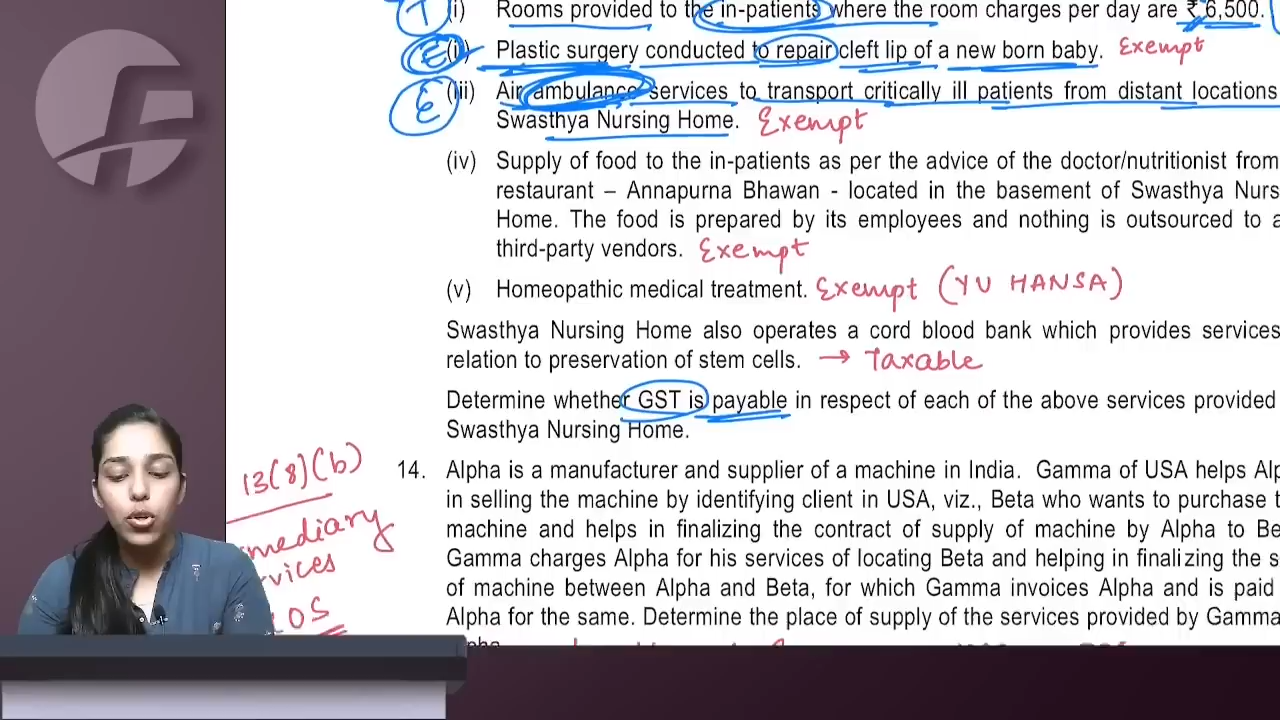 (i) Rooms provided to the in-patients where the room charges per day are ₹ 6,500.
Plastic surgery conducted to repair cleft lip of a new born baby. Exempt
(iii) Air ambulance services to transport critically ill patients from distant locations
Swasthya Nursing Home. Exempt
(iv) Supply of food to the in-patients as per the advice of the doctor/nutritionist from
restaurant – Annapurna Bhawan - located in the basement of Swasthya Nurs
Home. The food is prepared by its employees and nothing is outsourced to a
third-party vendors. Exempt
(v) Homeopathic medical treatment. Exempt (YU HANSA)
Swasthya Nursing Home also operates a cord blood bank which provides services
relation to preservation of stem cells. → Taxable
Determine whether GST is payable in respect of each of the above services provided
Swasthya Nursing Home.
13(8)(b)
mediary
rvices
OS
14. Alpha is a manufacturer and supplier of a machine in India. Gamma of USA helps Alp
in selling the machine by identifying client in USA, viz., Beta who wants to purchase t
machine and helps in finalizing the contract of supply of machine by Alpha to Be
Gamma charges Alpha for his services of locating Beta and helping in finalizing the s
of machine between Alpha and Beta, for which Gamma invoices Alpha and is paid
Alpha for the same. Determine the place of supply of the services provided by Gamma